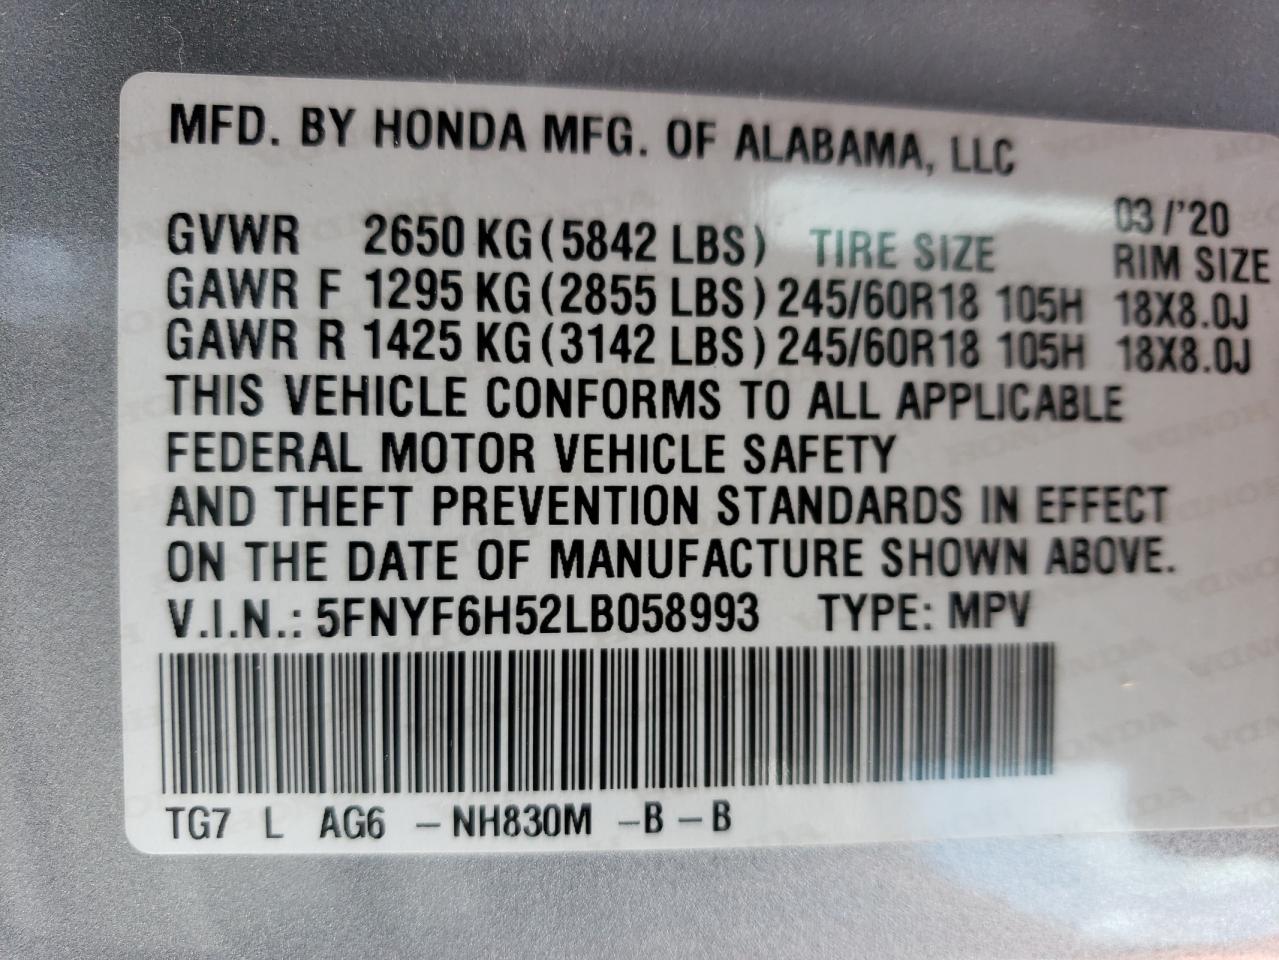 MFD. BY HONDA MFG. OF ALABAMA, LLC
03/'20
GVWR 2650 KG (5842 LBS) TIRE SIZE RIM SIZE
GAWR F 1295 KG (2855 LBS) 245/60R18 105H 18X8.0J
GAWR R 1425 KG (3142 LBS) 245/60R18 105H 18X8.0J
THIS VEHICLE CONFORMS TO ALL APPLICABLE
FEDERAL MOTOR VEHICLE SAFETY
AND THEFT PREVENTION STANDARDS IN EFFECT
ON THE DATE OF MANUFACTURE SHOWN ABOVE.
V.I.N.: 5FNYF6H52LB058993 TYPE: MPV
TG7 L AG6 – NH830M –B – B